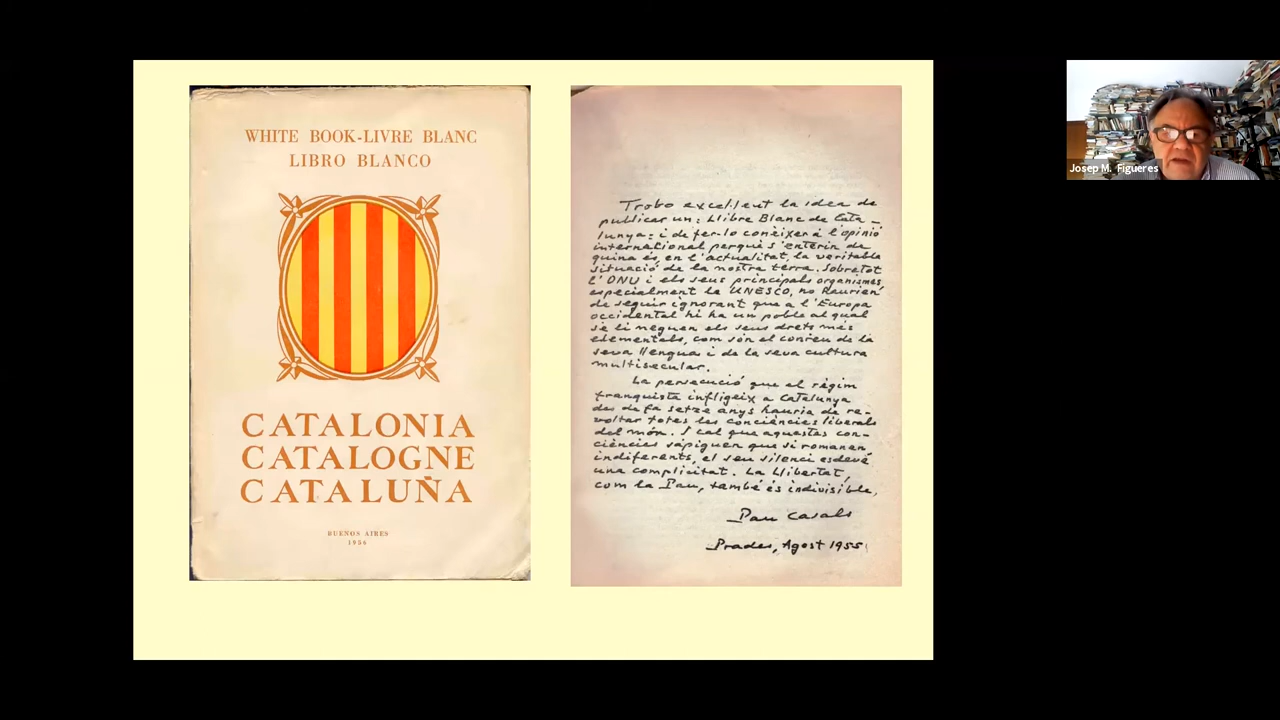 WHITE BOOK-LIVRE BLANC
LIBRO BLANCO
CATALONIA
CATALOGNE
CATALUÑA
BUENOS AIRES
1956
Trobo excel.lent la idea de
publicar un: Llibre Blanc de Cata-
lunya: i de fer-lo conèixer a l'opinió
internacional perquè s'enterin de
quina és, en l'actualitat, la veritable
situació de la nostra terra. Sobretot
l'ONU i els seus principals organismes
especialment la UNESCO, no haurien
de seguir ignorant que a l'Europa
occidental hi ha un poble al qual
se li neguen els seus drets més
elementals, com són el conreu de la
seva llengua i de la seva cultura
multisecular.
La persecució que el règim
franquista infligeix a Catalunya
des de fa setze anys hauria de re-
voltar totes les conciències liberals
del món. I cal que aquestes con-
ciències sàpiguen que si romanen
indiferents, el seu silenci esdevé
una complicitat. La Llibertat,
com la Pau, també és indivisible,
Pau Casals
Prades, Agost 1955
Josep M. Figueres